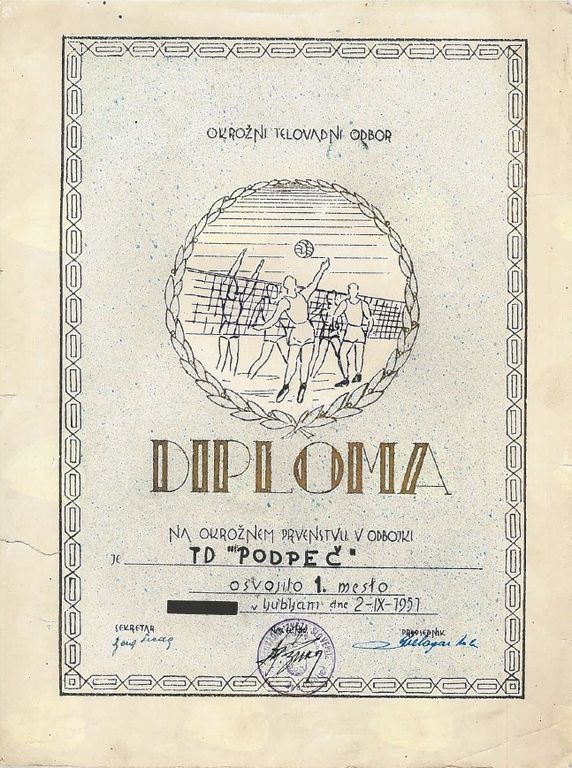 OKROŽNI TELOVADNI ODBOR
DIPLOMA
NA OKROŽNEM PRVENSTVU V ODBOJKI
JE TD "PODPEČ"
osvojilo 1. mesto
v Ljubljani dne 2-IX-1951
SEKRETAR
PREDSEDNIK